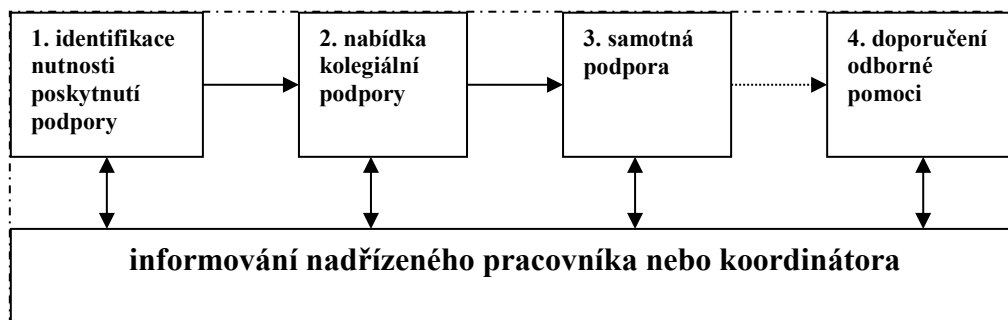 1. identifikace
nutnosti
poskytnutí
podpory
2. nabídka
kolegiální
podpory
3. samotná
podpora
4. doporučení
odborné
pomoci
informování nadřízeného pracovníka nebo koordinátora